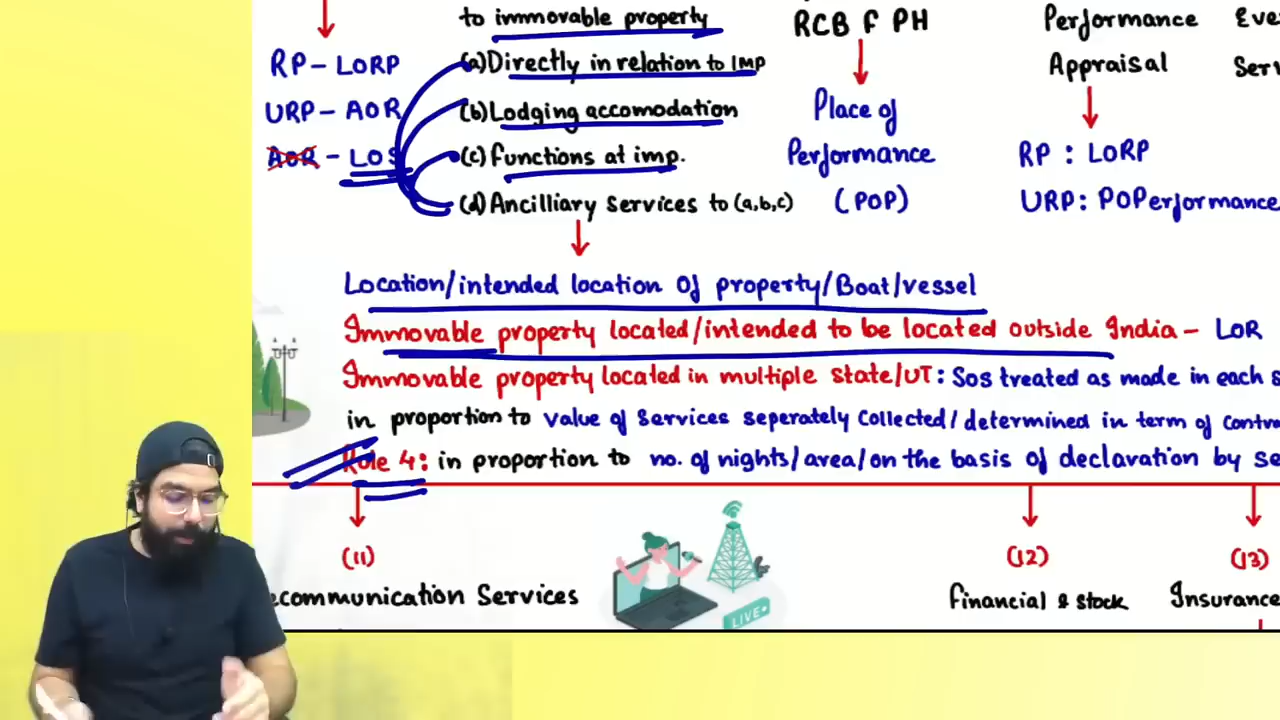 to immovable property
RP - LORP
(a) Directly in relation to IMP
URP - AOR
(b) Lodging accomodation
AOR - LOS
(c) Functions at imp.
(d) Ancilliary services to (a,b,c)
RCB F PH
Place of
Performance
(POP)
Performance
Appraisal
RP : LORP
URP: POPerformance
Location/intended location of property/Boat/vessel
Immovable property located/intended to be located outside India - LOR
Immovable property located in multiple state/UT: SOS treated as made in each
in proportion to value of services seperately collected/determined in term of
Rule 4: in proportion to no. of nights/area/on the basis of declaration by
(11)
ecommunication Services
LIVE
(12)
Financial & stock
(13)
Insurance